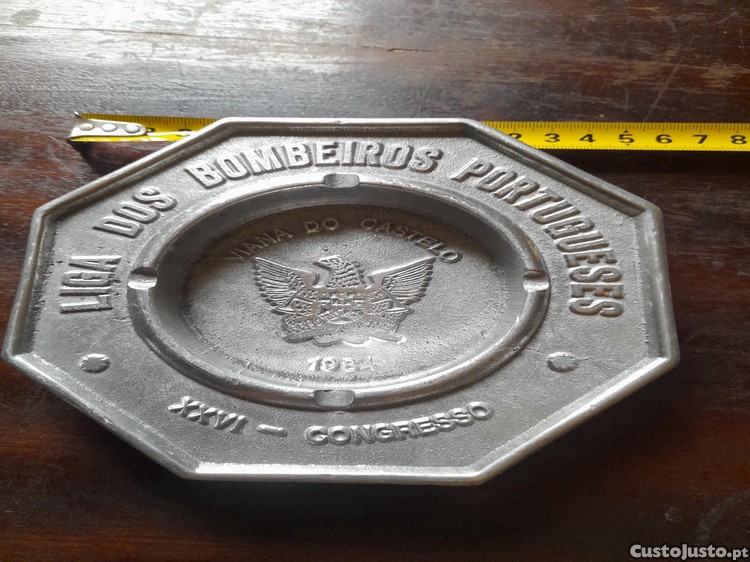 LIGA DOS BOMBEIROS PORTUGUESES
VIANA DO CASTELO
1984
XXVI - CONGRESSO
2 3 4 5 6 7 8
CustoJusto.pt